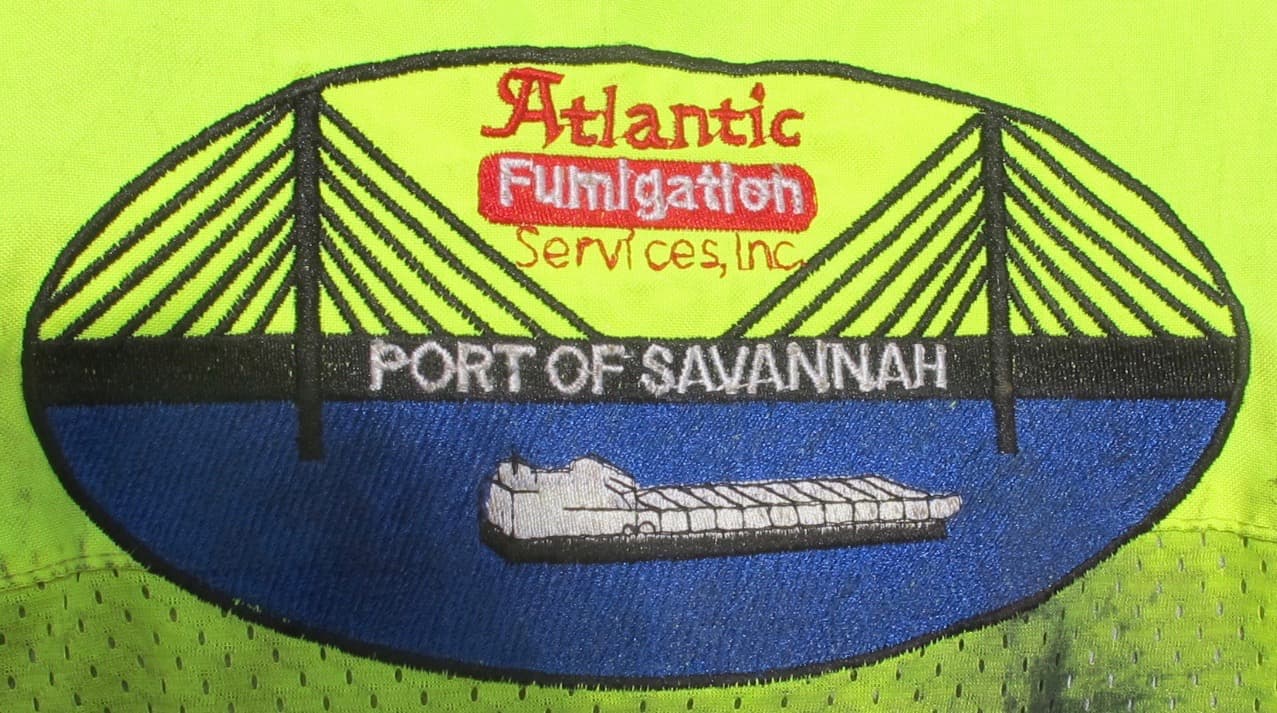 Atlantic
Fumigation
Services, Inc.
PORT OF SAVANNAH